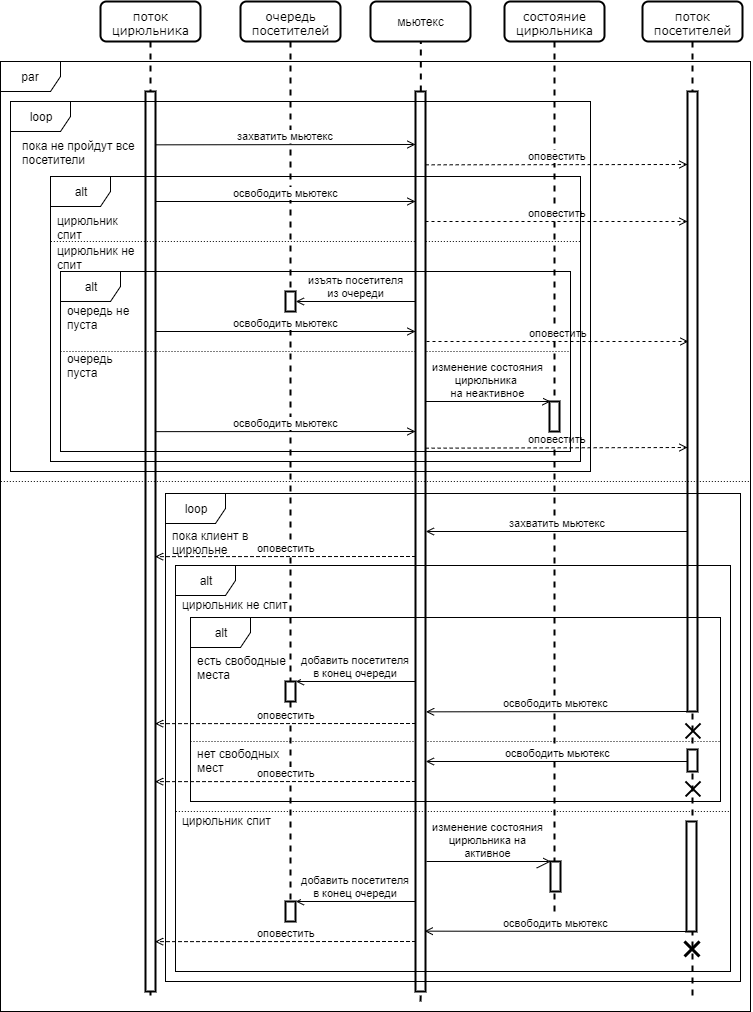 поток
цирюльника
очередь
посетителей
мьютекс
состояние
цирюльника
поток
посетителей
par
loop
пока не пройдут все
посетители
захватить мьютекс
оповестить
alt
освободить мьютекс
оповестить
цирюльник
спит
цирюльник не
спит
alt
изъять посетителя
из очереди
очередь не
пуста
освободить мьютекс
оповестить
очередь
пуста
изменение состояния
цирюльника
на неактивное
освободить мьютекс
оповестить
loop
захватить мьютекс
пока клиент в
цирюльне
оповестить
alt
цирюльник не спит
alt
есть свободные
места
добавить посетителя
в конец очереди
освободить мьютекс
оповестить
нет свободных
мест
освободить мьютекс
оповестить
цирюльник спит
изменение состояния
цирюльника на
активное
добавить посетителя
в конец очереди
освободить мьютекс
оповестить